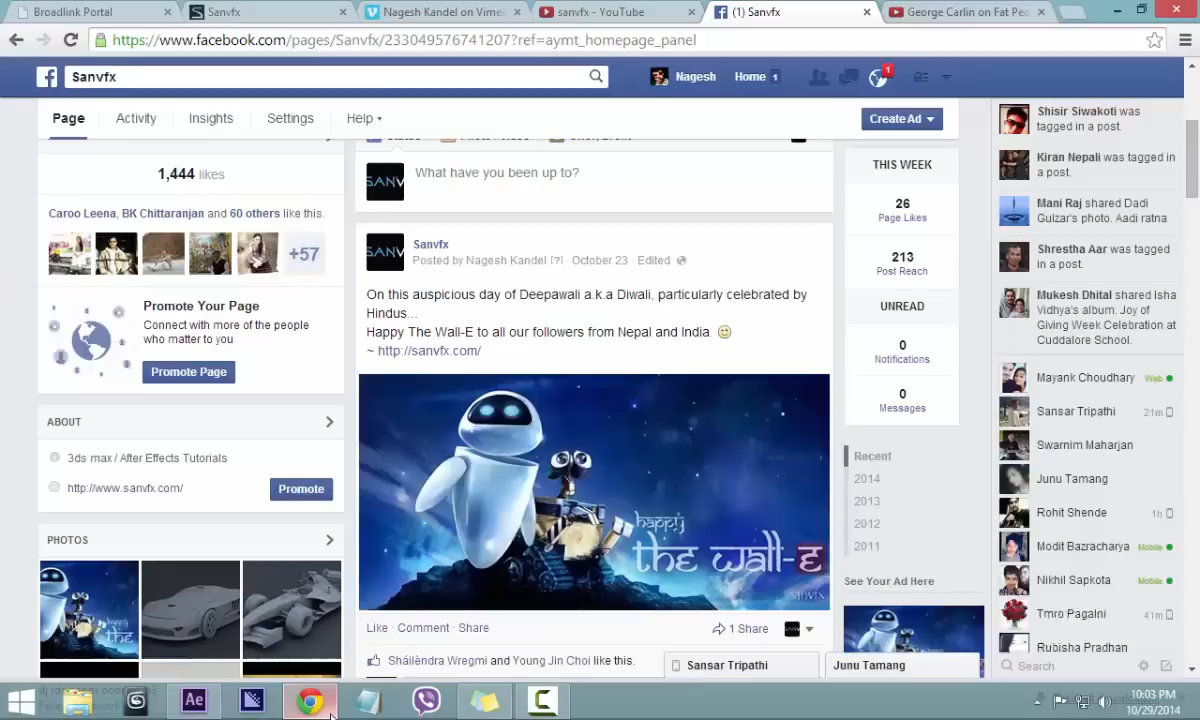 Broadlink Portal
Sanvfx
Nagesh Kandel on Vime
sanvfx - YouTube
(1) Sanvfx
George Carlin on Fat Peo
https://www.facebook.com/pages/Sanvfx/233049576741207?ref=aymt_homepage_panel
Sanvfx
Nagesh
Home 1
1
Page
Activity
Insights
Settings
Help
Create Ad
1,444 likes
Caroo Leena, BK Chittaranjan and 60 others like this.
+57
Promote Your Page
Connect with more of the people
who matter to you
Promote Page
ABOUT
3ds max / After Effects Tutorials
http://www.sanvfx.com/
Promote
PHOTOS
What have you been up to?
SANV
SANV
Sanvfx
Posted by Nagesh Kandel [?] · October 23 · Edited
On this auspicious day of Deepawali a.k.a Diwali, particularly celebrated by
Hindus...
Happy The Wall-E to all our followers from Nepal and India.
~ http://sanvfx.com/
happy
the wall-e
SANVFX
Like · Comment · Share
1 Share
Sháilèndra Wregmi and Young Jin Choi like this.
THIS WEEK
26
Page Likes
213
Post Reach
UNREAD
0
Notifications
0
Messages
Recent
2014
2013
2012
2011
See Your Ad Here
Shisir Siwakoti was
tagged in a post.
Kiran Nepali was tagged in
a post.
Mani Raj shared Dadi
Gulzar's photo. Aadi ratna
Shrestha Aar was tagged
in a post.
Mukesh Dhital shared Isha
Vidhya's album: Joy of
Giving Week Celebration at
Cuddalore School.
Mayank Choudhary Web
Sansar Tripathi 21m
Swarnim Maharjan
Junu Tamang
Rohit Shende 1h
Modit Bazracharya Mobile
Nikhil Sapkota Mobile
Tmro Pagalni 41m
Rubisha Pradhan
Search
Sansar Tripathi
Junu Tamang
Ae
10:03 PM
10/29/2014